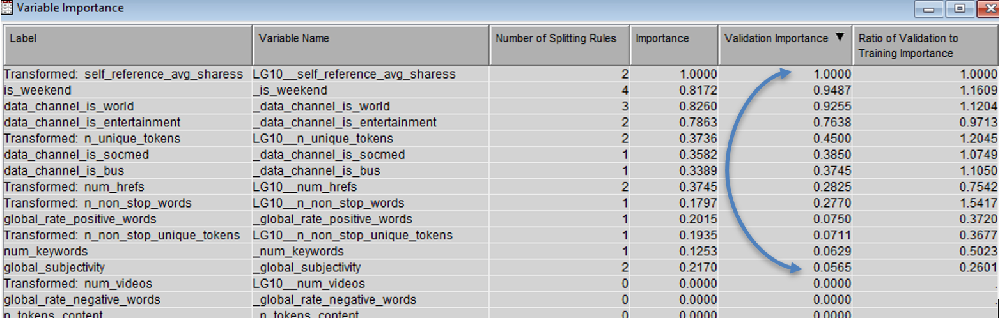 Variable Importance
Label Variable Name Number of Splitting Rules Importance Validation Importance ▼ Ratio of Validation to
Training Importance
Transformed: self_reference_avg_sharess LG10__self_reference_avg_sharess 2 1.0000 1.0000 1.0000
is_weekend _is_weekend 4 0.8172 0.9487 1.1609
data_channel_is_world _data_channel_is_world 3 0.8260 0.9255 1.1204
data_channel_is_entertainment _data_channel_is_entertainment 2 0.7863 0.7638 0.9713
Transformed: n_unique_tokens LG10__n_unique_tokens 2 0.3736 0.4500 1.2045
data_channel_is_socmed _data_channel_is_socmed 1 0.3582 0.3850 1.0749
data_channel_is_bus _data_channel_is_bus 1 0.3389 0.3745 1.1050
Transformed: num_hrefs LG10__num_hrefs 2 0.3745 0.2825 0.7542
Transformed: n_non_stop_words LG10__n_non_stop_words 1 0.1797 0.2770 1.5417
global_rate_positive_words _global_rate_positive_words 1 0.2015 0.0750 0.3720
Transformed: n_non_stop_unique_tokens LG10__n_non_stop_unique_tokens 1 0.1935 0.0711 0.3677
num_keywords _num_keywords 1 0.1253 0.0629 0.5023
global_subjectivity _global_subjectivity 2 0.2170 0.0565 0.2601
Transformed: num_videos LG10__num_videos 0 0.0000 0.0000 .
global_rate_negative_words _global_rate_negative_words 0 0.0000 0.0000 .
n_tokens_content _n_tokens_content 0 0.0000 0.0000